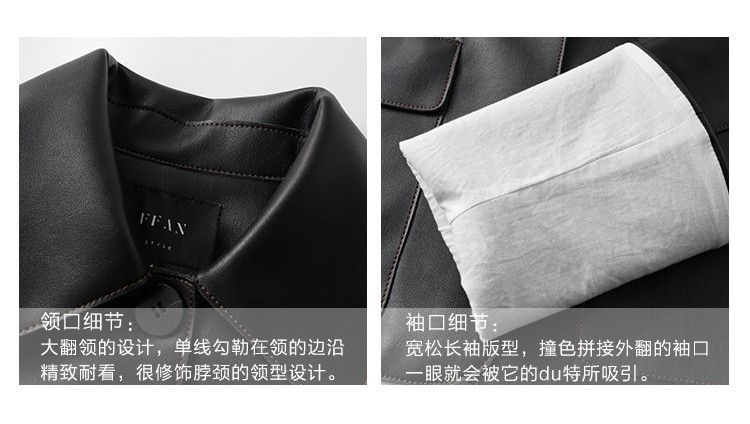 FFAN
STYLE
领口细节：
大翻领的设计，单线勾勒在领的边沿
精致耐看，很修饰脖颈的领型设计。
袖口细节：
宽松长袖版型，撞色拼接外翻的袖口
一眼就会被它的du特所吸引。